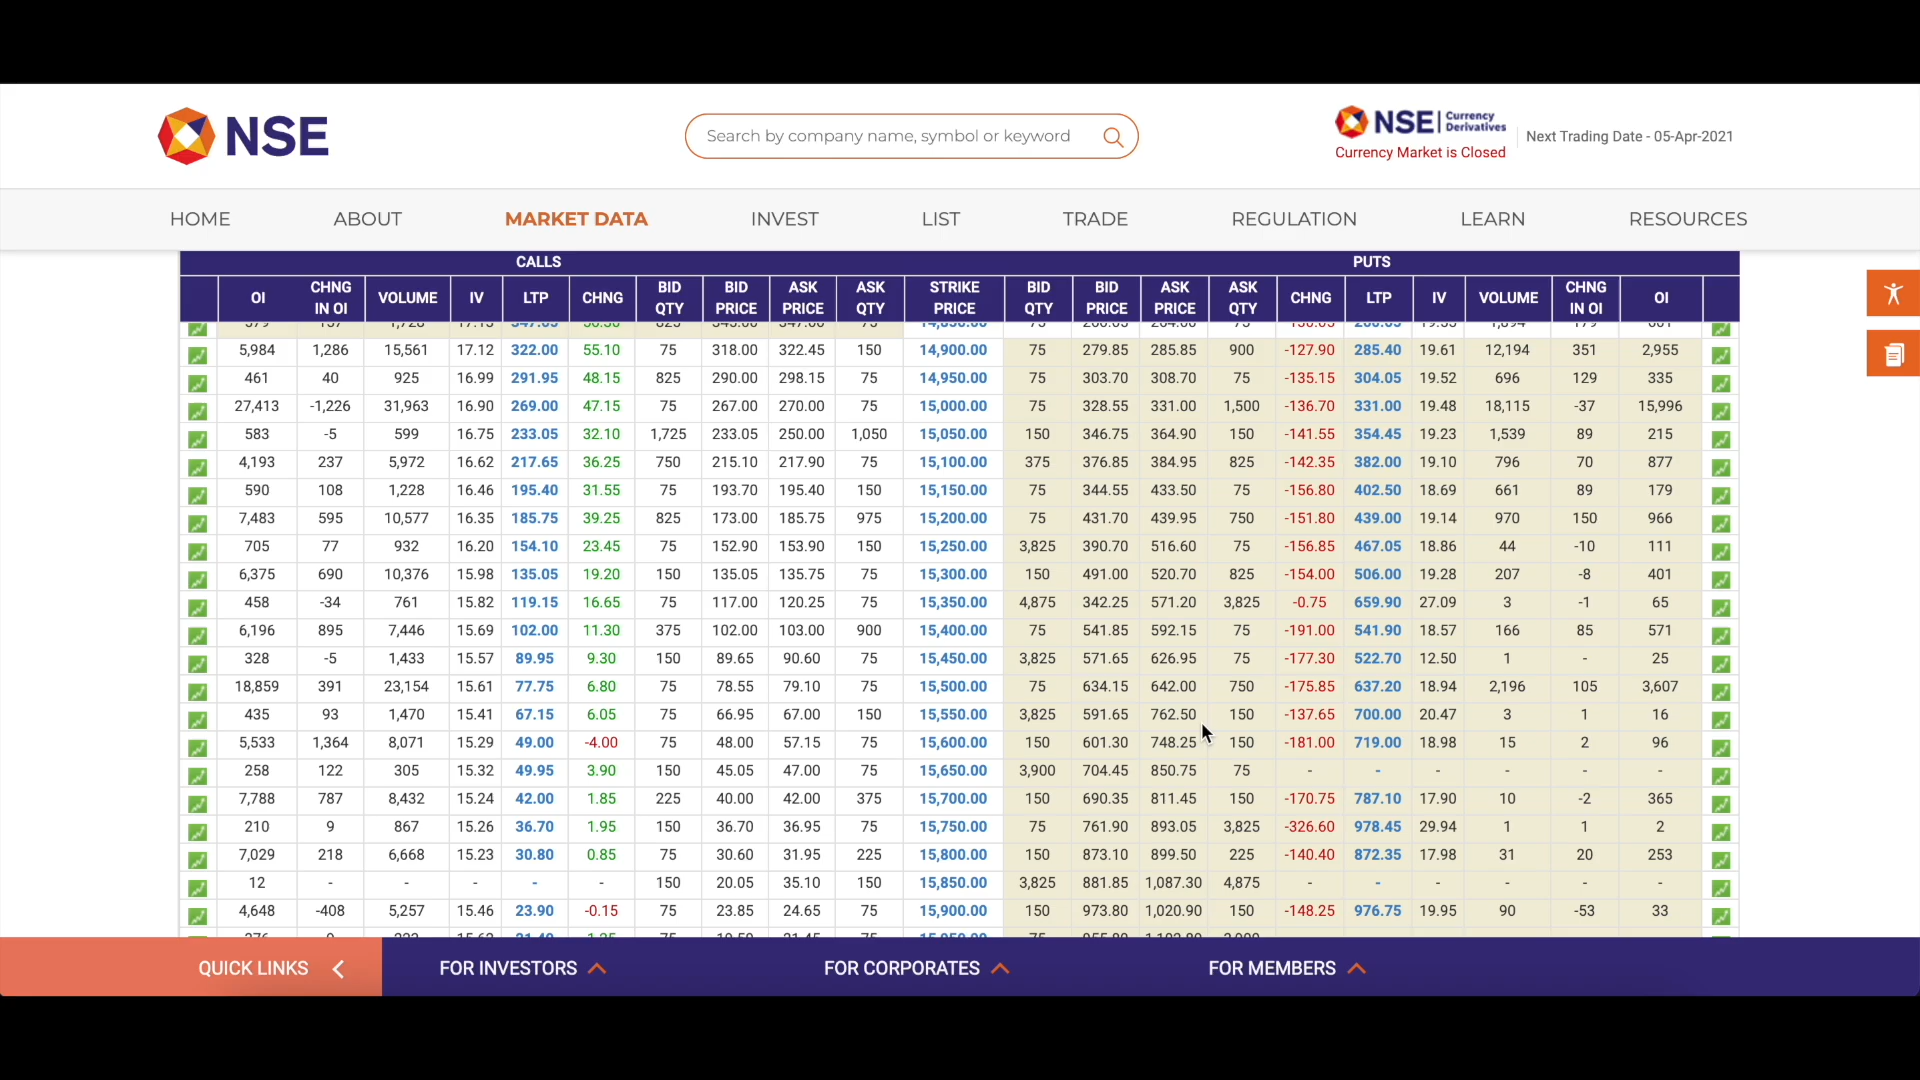 NSE
Search by company name, symbol or keyword
NSE Currency Derivatives
Currency Market is Closed
Next Trading Date - 05-Apr-2021
HOME ABOUT MARKET DATA INVEST LIST TRADE REGULATION LEARN RESOURCES
CALLS PUTS
OI CHNG IN OI VOLUME IV LTP CHNG BID QTY BID PRICE ASK PRICE ASK QTY STRIKE PRICE BID QTY BID PRICE ASK PRICE ASK QTY CHNG LTP IV VOLUME CHNG IN OI OI
5,984 1,286 15,561 17.12 322.00 55.10 75 318.00 322.45 150 14,900.00 75 279.85 285.85 900 -127.90 285.40 19.61 12,194 351 2,955
461 40 925 16.99 291.95 48.15 825 290.00 298.15 75 14,950.00 75 303.70 308.70 75 -135.15 304.05 19.52 696 129 335
27,413 -1,226 31,963 16.90 269.00 47.15 75 267.00 270.00 75 15,000.00 75 328.55 331.00 1,500 -136.70 331.00 19.48 18,115 -37 15,996
583 -5 599 16.75 233.05 32.10 1,725 233.05 250.00 1,050 15,050.00 150 346.75 364.90 150 -141.55 354.45 19.23 1,539 89 215
4,193 237 5,972 16.62 217.65 36.25 750 215.10 217.90 75 15,100.00 375 376.85 384.95 825 -142.35 382.00 19.10 796 70 877
590 108 1,228 16.46 195.40 31.55 75 193.70 195.40 150 15,150.00 75 344.55 433.50 75 -156.80 402.50 18.69 661 89 179
7,483 595 10,577 16.35 185.75 39.25 825 173.00 185.75 975 15,200.00 75 431.70 439.95 750 -151.80 439.00 19.14 970 150 966
705 77 932 16.20 154.10 23.45 75 152.90 153.90 150 15,250.00 3,825 390.70 516.60 75 -156.85 467.05 18.86 44 -10 111
6,375 690 10,376 15.98 135.05 19.20 150 135.05 135.75 75 15,300.00 150 491.00 520.70 825 -154.00 506.00 19.28 207 -8 401
458 -34 761 15.82 119.15 16.65 75 117.00 120.25 75 15,350.00 4,875 342.25 571.20 3,825 -0.75 659.90 27.09 3 -1 65
6,196 895 7,446 15.69 102.00 11.30 375 102.00 103.00 900 15,400.00 75 541.85 592.15 75 -191.00 541.90 18.57 166 85 571
328 -5 1,433 15.57 89.95 9.30 150 89.65 90.60 75 15,450.00 3,825 571.65 626.95 75 -177.30 522.70 12.50 1 - 25
18,859 391 23,154 15.61 77.75 6.80 75 78.55 79.10 75 15,500.00 75 634.15 642.00 750 -175.85 637.20 18.94 2,196 105 3,607
435 93 1,470 15.41 67.15 6.05 75 66.95 67.00 150 15,550.00 3,825 591.65 762.50 150 -137.65 700.00 20.47 3 1 16
5,533 1,364 8,071 15.29 49.00 -4.00 75 48.00 57.15 75 15,600.00 150 601.30 748.25 150 -181.00 719.00 18.98 15 2 96
258 122 305 15.32 49.95 3.90 150 45.05 47.00 75 15,650.00 3,900 704.45 850.75 75 - - - - - -
7,788 787 8,432 15.24 42.00 1.85 225 40.00 42.00 375 15,700.00 150 690.35 811.45 150 -170.75 787.10 17.90 10 -2 365
210 9 867 15.26 36.70 1.95 150 36.70 36.95 75 15,750.00 75 761.90 893.05 3,825 -326.60 978.45 29.94 1 1 2
7,029 218 6,668 15.23 30.80 0.85 75 30.60 31.95 225 15,800.00 150 873.10 899.50 225 -140.40 872.35 17.98 31 20 253
12 - - - - - 150 20.05 35.10 150 15,850.00 3,825 881.85 1,087.30 4,875 - - - - - -
4,648 -408 5,257 15.46 23.90 -0.15 75 23.85 24.65 75 15,900.00 150 973.80 1,020.90 150 -148.25 976.75 19.95 90 -53 33
QUICK LINKS FOR INVESTORS FOR CORPORATES FOR MEMBERS